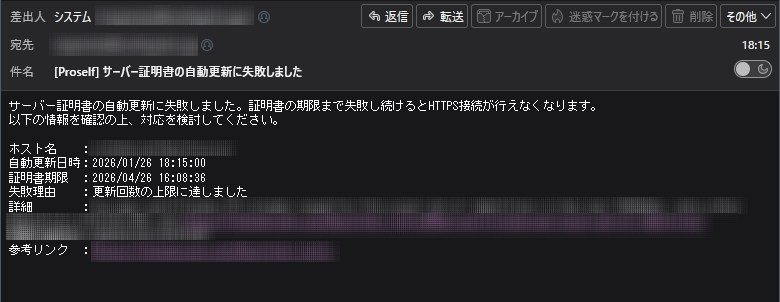 差出人 システム
返信 転送 アーカイブ 迷惑マークを付ける 削除 その他
宛先
18:15
件名 [Proself] サーバー証明書の自動更新に失敗しました
サーバー証明書の自動更新に失敗しました。証明書の期限まで失敗し続けるとHTTPS接続が行えなくなります。
以下の情報を確認の上、対応を検討してください。
ホスト名 :
自動更新日時:2026/01/26 18:15:00
証明書期限 :2026/04/26 16:08:36
失敗理由 :更新回数の上限に達しました
詳細 :
参考リンク :